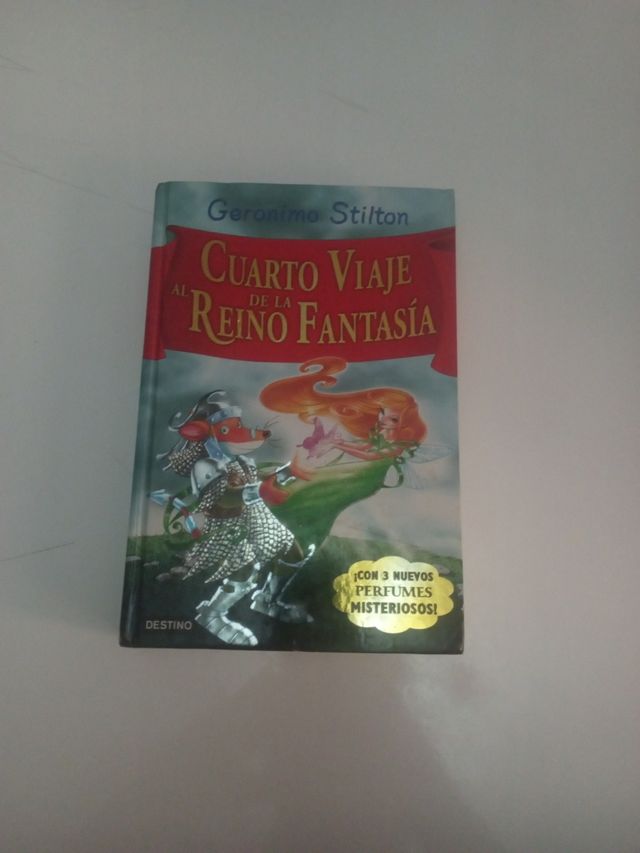 Geronimo Stilton
CUARTO VIAJE
AL
DE LA
REINO FANTASÍA
¡CON 3 NUEVOS
PERFUMES
MISTERIOSOS!
DESTINO